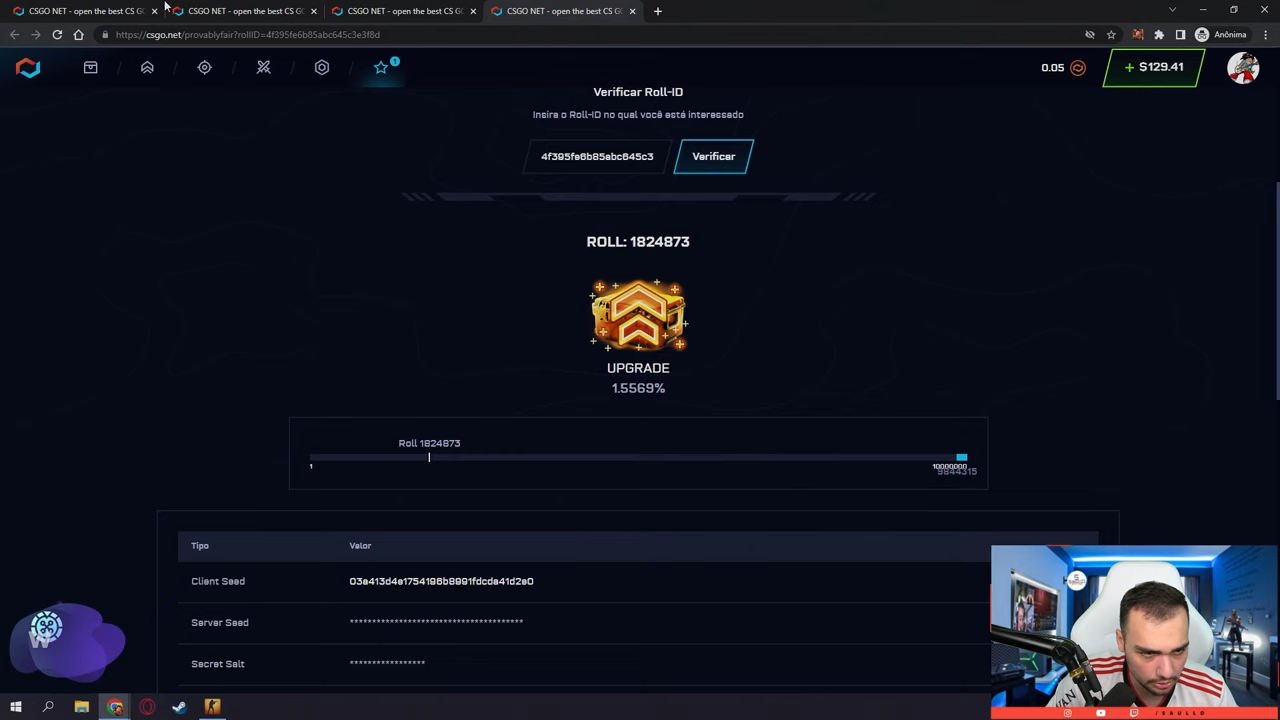 CSGO NET - open the best CS G
CSGO NET - open the best CS G
CSGO NET - open the best CS G
CSGO NET - open the best CS G
https://csgo.net/provablyfair?rollID=4f395fe6b85abc645c3e3f8d
Anônima
1
0.05
+ $129.41
Verificar Roll-ID
Insira o Roll-ID no qual você está interessado
4f395fe6b85abc645c3
Verificar
ROLL: 1824873
UPGRADE
1.5569%
Roll 1824873
1
10000000
9844315
Tipo
Valor
Client Seed
03a413d4e1754196b8991fdcda41d2e0
Server Seed
***************************************
Secret Salt
*****************